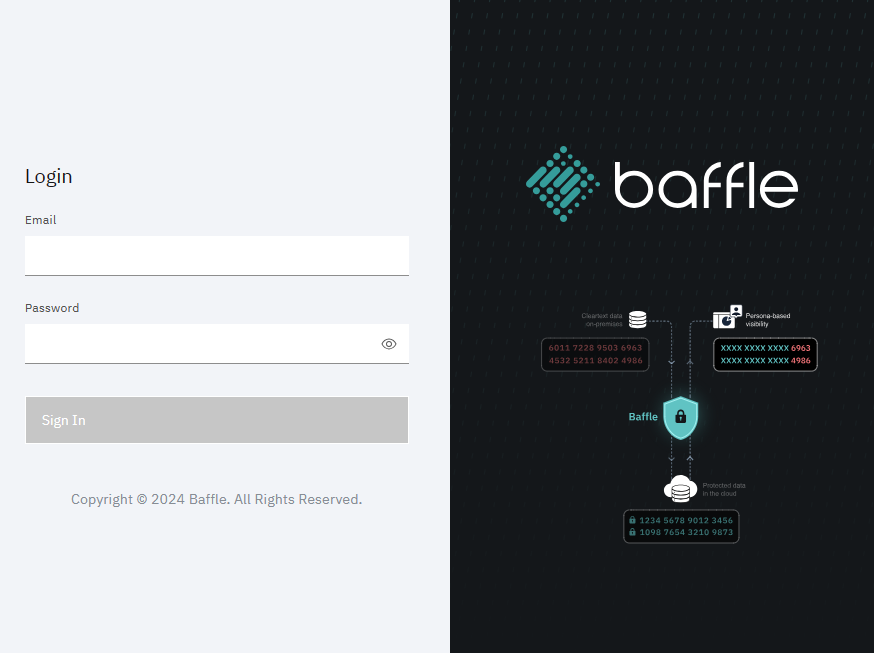 Login
Email
Password
Sign In
Copyright © 2024 Baffle. All Rights Reserved.
baffle
Cleartext data
on-premises
6011 7228 9503 6963
4532 5211 8402 4986
Persona-based
visibility
XXXX XXXX XXXX 6963
XXXX XXXX XXXX 4986
Baffle
Protected data
in the cloud
1234 5678 9012 3456
1098 7654 3210 9873